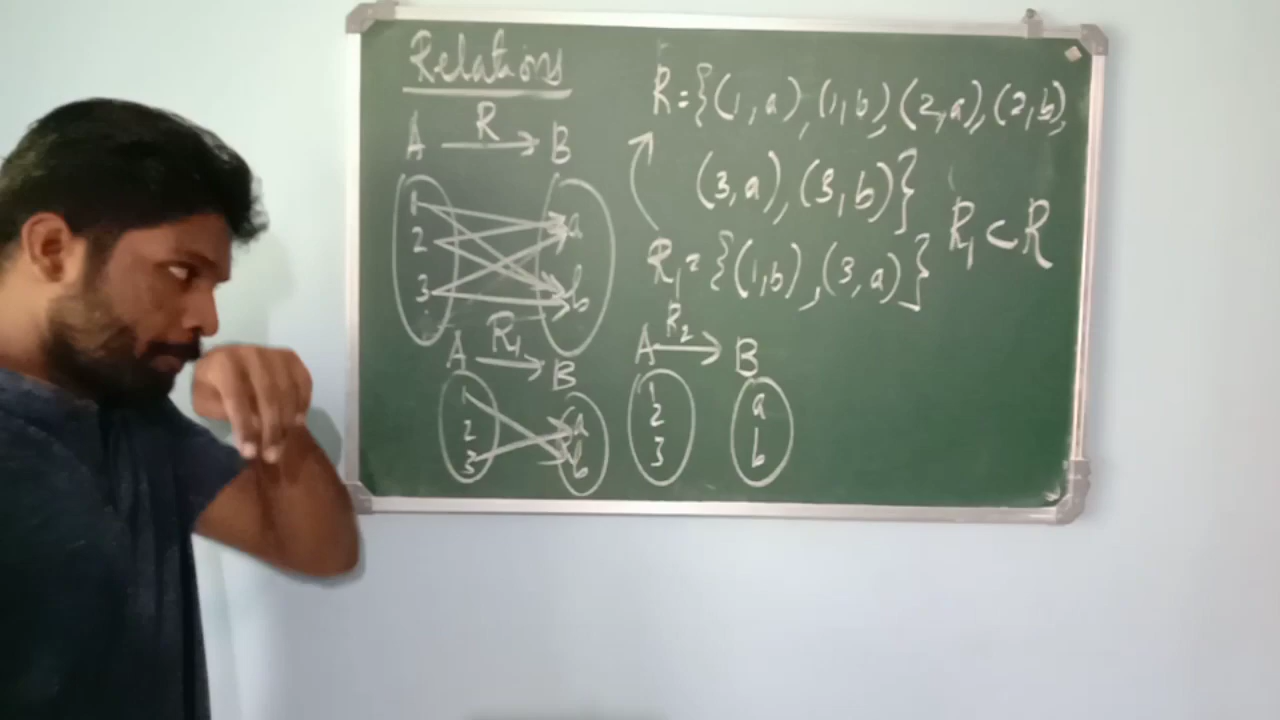 Relations
A R B
1 a
2
3 b
R = {(1, a), (1, b), (2, a), (2, b),
(3, a), (3, b)}
R₁ = {(1, b), (3, a)}
R₁ ⊂ R
A R₁ B
1 a
2 b
3
A R₂ B
1 a
2 b
3